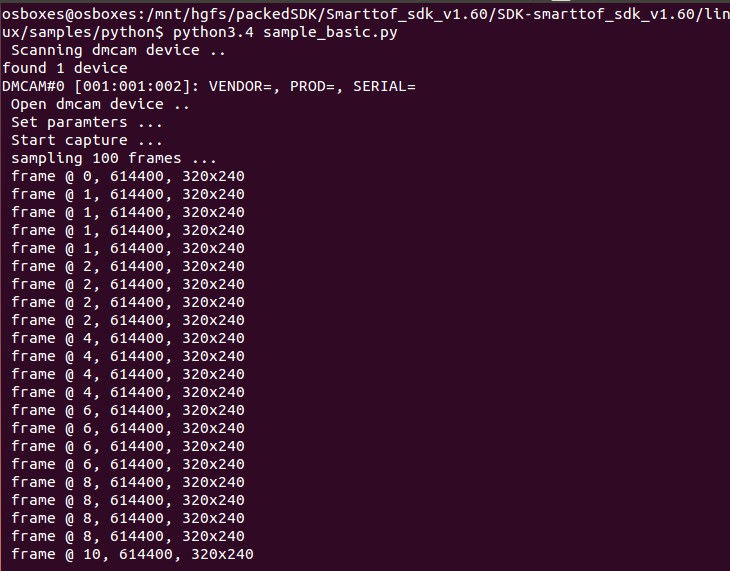 osboxes@osboxes:/mnt/hgfs/packedSDK/Smarttof_sdk_v1.60/SDK-smarttof_sdk_v1.60/lin
ux/samples/python$ python3.4 sample_basic.py
Scanning dmcam device ..
found 1 device
DMCAM#0 [001:001:002]: VENDOR=, PROD=, SERIAL=
Open dmcam device ..
Set paramters ...
Start capture ...
sampling 100 frames ...
frame @ 0, 614400, 320x240
frame @ 1, 614400, 320x240
frame @ 1, 614400, 320x240
frame @ 1, 614400, 320x240
frame @ 1, 614400, 320x240
frame @ 2, 614400, 320x240
frame @ 2, 614400, 320x240
frame @ 2, 614400, 320x240
frame @ 2, 614400, 320x240
frame @ 4, 614400, 320x240
frame @ 4, 614400, 320x240
frame @ 4, 614400, 320x240
frame @ 4, 614400, 320x240
frame @ 6, 614400, 320x240
frame @ 6, 614400, 320x240
frame @ 6, 614400, 320x240
frame @ 6, 614400, 320x240
frame @ 8, 614400, 320x240
frame @ 8, 614400, 320x240
frame @ 8, 614400, 320x240
frame @ 8, 614400, 320x240
frame @ 10, 614400, 320x240